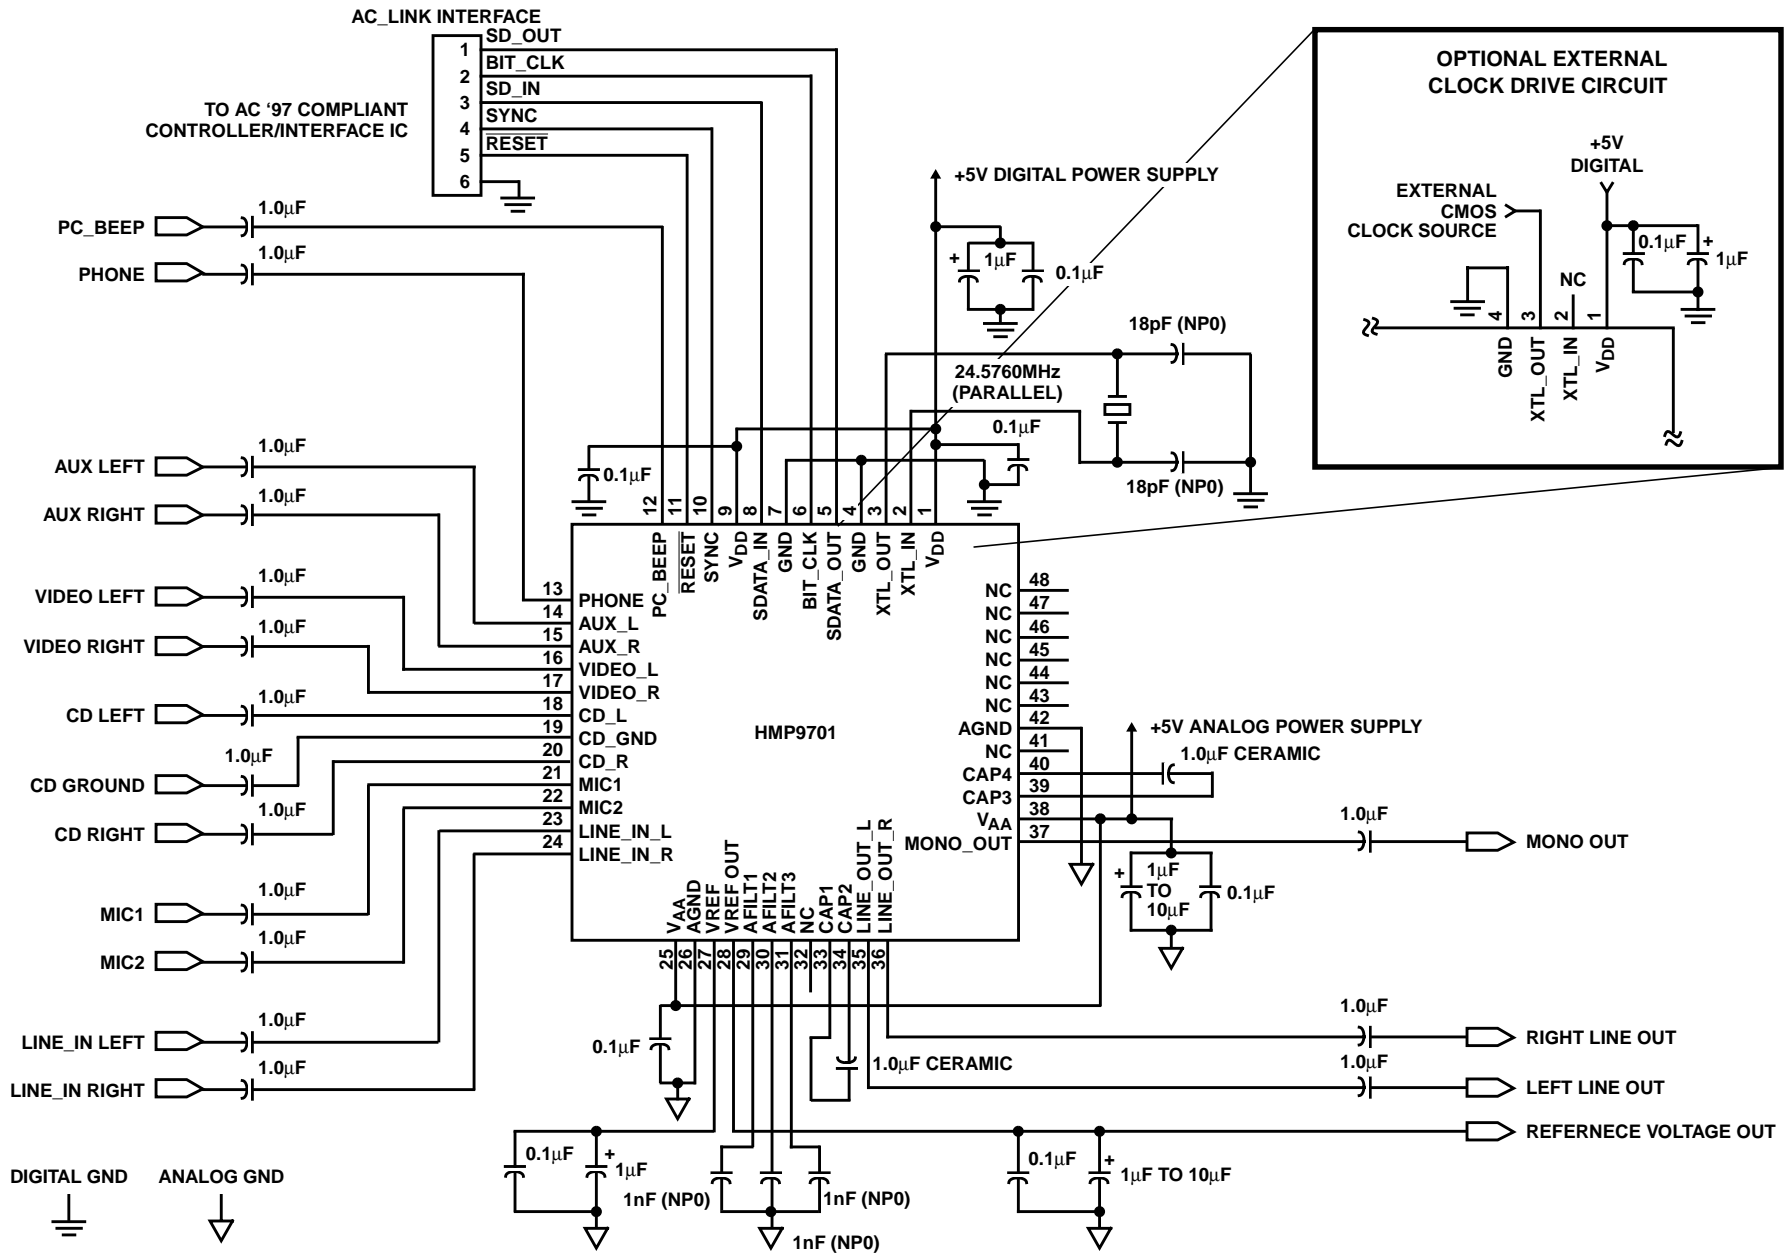 AC_LINK INTERFACE
1 SD_OUT
2 BIT_CLK
3 SD_IN
4 SYNC
5 RESET
6
TO AC ‘97 COMPLIANT
CONTROLLER/INTERFACE IC
OPTIONAL EXTERNAL
CLOCK DRIVE CIRCUIT
+5V
DIGITAL
EXTERNAL
CMOS
CLOCK SOURCE
0.1µF
+
1µF
NC
4 3 2 1
GND
XTL_OUT
XTL_IN
VDD
+5V DIGITAL POWER SUPPLY
+
1µF
0.1µF
18pF (NP0)
24.5760MHz
(PARALLEL)
0.1µF
18pF (NP0)
0.1µF
PC_BEEP
1.0µF
PHONE
1.0µF
AUX LEFT
1.0µF
AUX RIGHT
1.0µF
VIDEO LEFT
1.0µF
VIDEO RIGHT
1.0µF
CD LEFT
1.0µF
CD GROUND
1.0µF
CD RIGHT
1.0µF
MIC1
1.0µF
MIC2
1.0µF
LINE_IN LEFT
1.0µF
LINE_IN RIGHT
1.0µF
12 11 10 9 8 7 6 5 4 3 2 1
PC_BEEP
RESET
SYNC
VDD
SDATA_IN
GND
BIT_CLK
SDATA_OUT
GND
XTL_OUT
XTL_IN
VDD
13 PHONE
14 AUX_L
15 AUX_R
16 VIDEO_L
17 VIDEO_R
18 CD_L
19 CD_GND
20 CD_R
21 MIC1
22 MIC2
23 LINE_IN_L
24 LINE_IN_R
HMP9701
NC 48
NC 47
NC 46
NC 45
NC 44
NC 43
AGND 42
NC 41
CAP4 40
CAP3 39
VAA 38
MONO_OUT 37
VAA
AGND
VREF
VREF OUT
AFILT1
AFILT2
AFILT3
NC
CAP1
CAP2
LINE_OUT_L
LINE_OUT_R
25 26 27 28 29 30 31 32 33 34 35 36
+5V ANALOG POWER SUPPLY
1.0µF CERAMIC
1.0µF
MONO OUT
+
1µF
TO
10µF
0.1µF
0.1µF
1.0µF CERAMIC
1.0µF
RIGHT LINE OUT
1.0µF
LEFT LINE OUT
REFERNECE VOLTAGE OUT
0.1µF
+
1µF
1nF (NP0)
1nF (NP0)
1nF (NP0)
0.1µF
+
1µF TO 10µF
DIGITAL GND
ANALOG GND